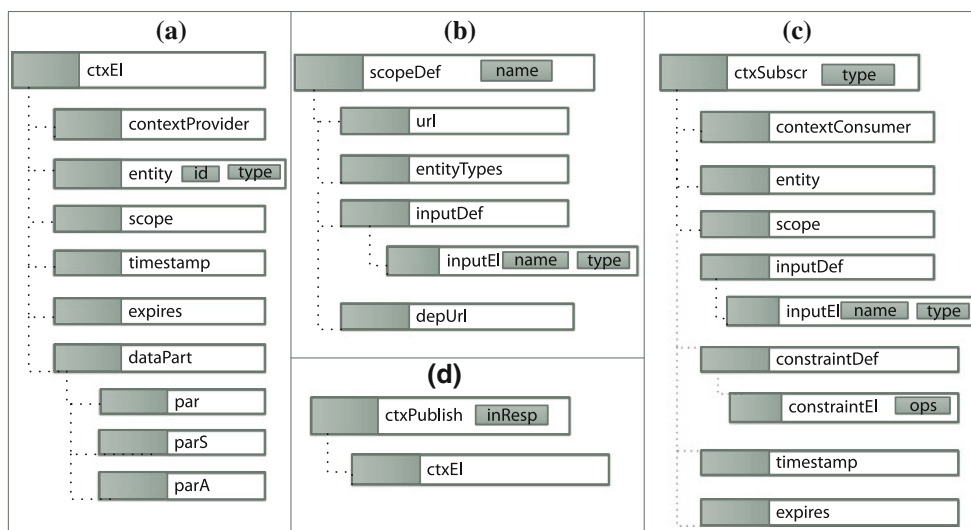 (a)
ctxEl
contextProvider
entity id type
scope
timestamp
expires
dataPart
par
parS
parA
(b)
scopeDef name
url
entityTypes
inputDef
inputEl name type
depUrl
(d)
ctxPublish inResp
ctxEl
(c)
ctxSubscr type
contextConsumer
entity
scope
inputDef
inputEl name type
constraintDef
constraintEl ops
timestamp
expires